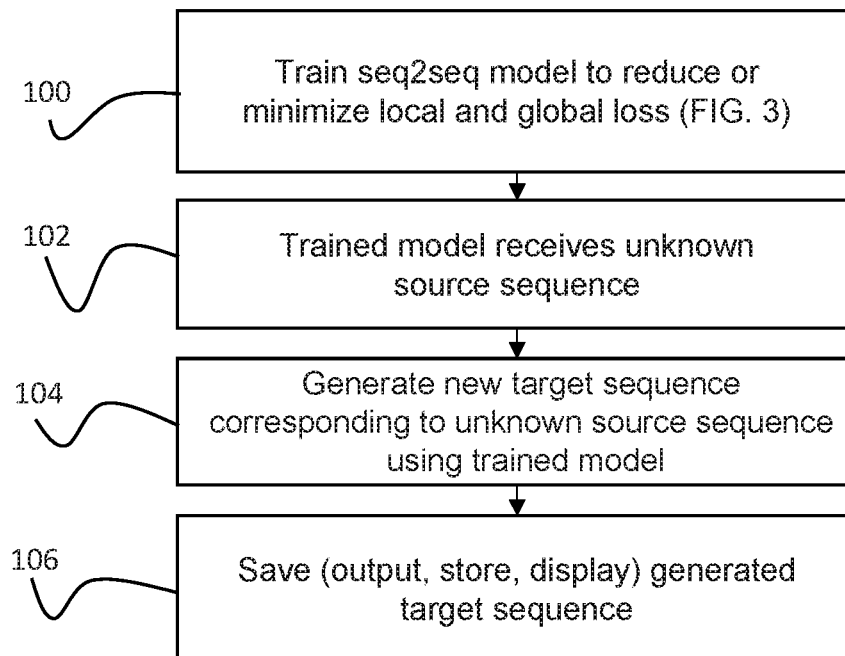 100
Train seq2seq model to reduce or
minimize local and global loss (FIG. 3)
102
Trained model receives unknown
source sequence
104
Generate new target sequence
corresponding to unknown source sequence
using trained model
106
Save (output, store, display) generated
target sequence